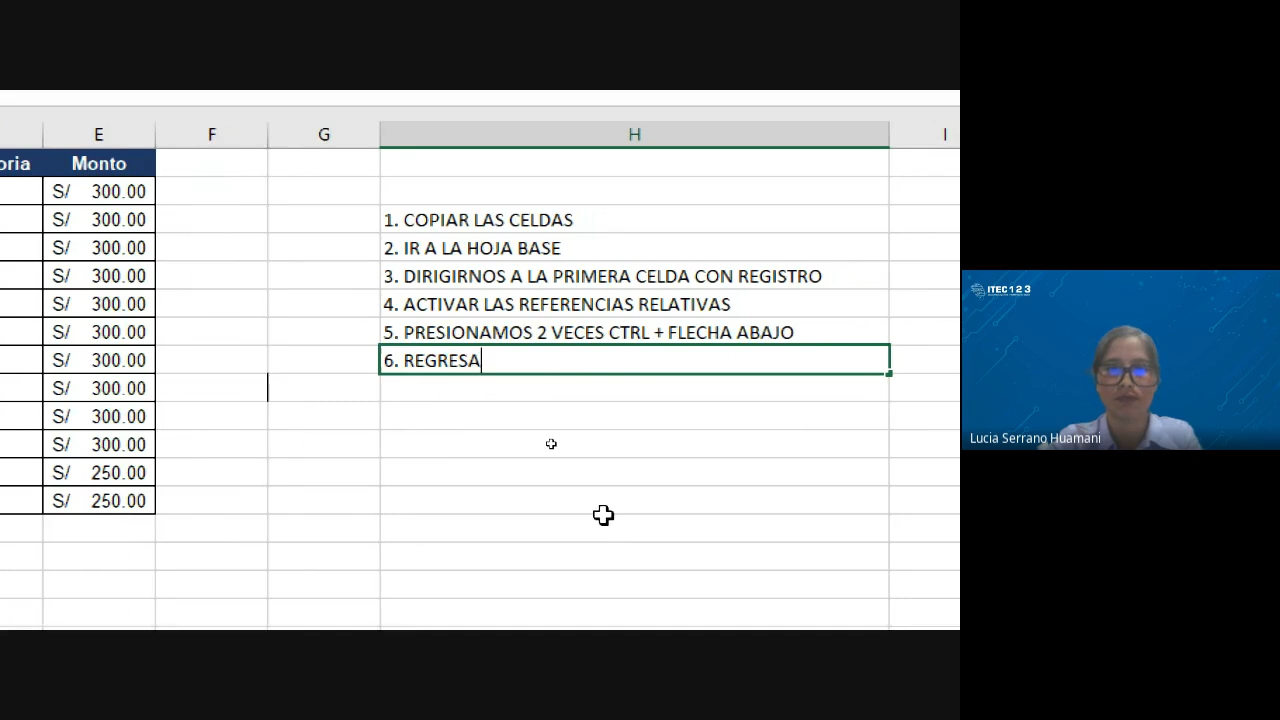 E F G H I
oria Monto
S/ 300.00
S/ 300.00
1. COPIAR LAS CELDAS
S/ 300.00
2. IR A LA HOJA BASE
S/ 300.00
3. DIRIGIRNOS A LA PRIMERA CELDA CON REGISTRO
S/ 300.00
4. ACTIVAR LAS REFERENCIAS RELATIVAS
S/ 300.00
5. PRESIONAMOS 2 VECES CTRL + FLECHA ABAJO
S/ 300.00
6. REGRESA
S/ 300.00
S/ 300.00
S/ 300.00
S/ 250.00
S/ 250.00
ITEC 1 2 3
Lucia Serrano Huamani